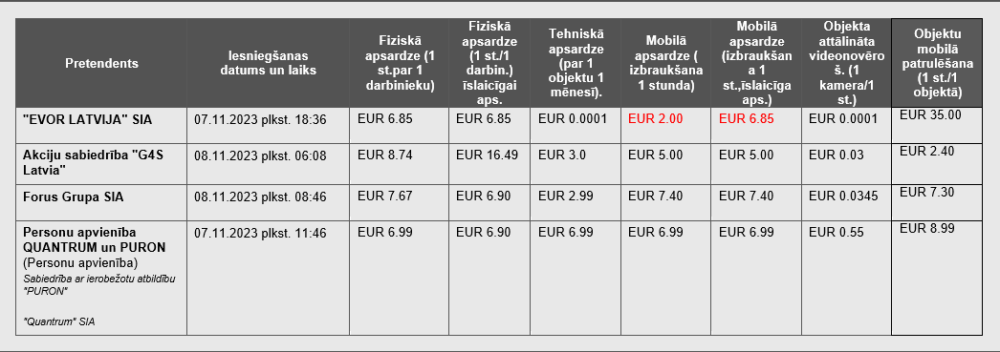 Pretendents
Iesniegšanas
datums un laiks
Fiziskā
apsardze (1
st.par 1
darbinieku)
Fiziskā
apsardze
(1 st./1
darbin.)
īslaicīgai
aps.
Tehniskā
apsardze
(par 1
objektu 1
mēnesī).
Mobilā
apsardze (
izbraukšana
1 stunda)
Mobilā
apsardze
(izbraukšan
a 1
st.,īslaicīga
aps.)
Objekta
attālināta
videonovēro
š. (1
kamera/1
st.)
Objektu
mobilā
patrulēšana
(1 st./1
objektā)
"EVOR LATVIJA" SIA
07.11.2023 plkst. 18:36
EUR 6.85
EUR 6.85
EUR 0.0001
EUR 2.00
EUR 6.85
EUR 0.0001
EUR 35.00
Akciju sabiedrība "G4S
Latvia"
08.11.2023 plkst. 06:08
EUR 8.74
EUR 16.49
EUR 3.0
EUR 5.00
EUR 5.00
EUR 0.03
EUR 2.40
Forus Grupa SIA
08.11.2023 plkst. 08:46
EUR 7.67
EUR 6.90
EUR 2.99
EUR 7.40
EUR 7.40
EUR 0.0345
EUR 7.30
Personu apvienība
QUANTRUM un PURON
(Personu apvienība)
Sabiedrība ar ierobežotu atbildību
"PURON"
"Quantrum" SIA
07.11.2023 plkst. 11:46
EUR 6.99
EUR 6.90
EUR 6.99
EUR 6.99
EUR 6.99
EUR 0.55
EUR 8.99